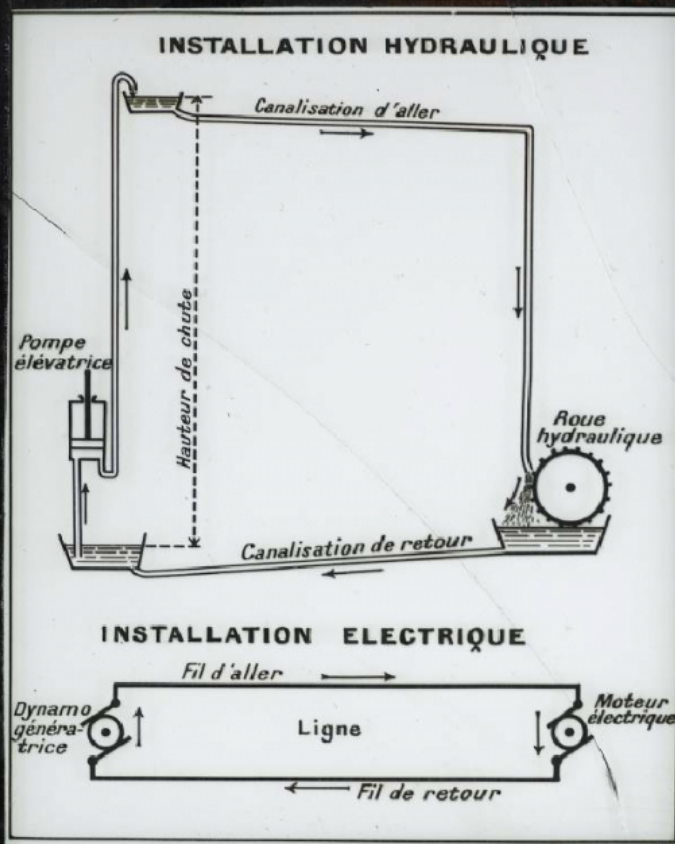 INSTALLATION HYDRAULIQUE
Canalisation d'aller
Hauteur de chute
Pompe
élévatrice
Roue
hydraulique
Canalisation de retour
INSTALLATION ELECTRIQUE
Fil d'aller
Dynamo
généra-
trice
Ligne
Moteur
électrique
Fil de retour